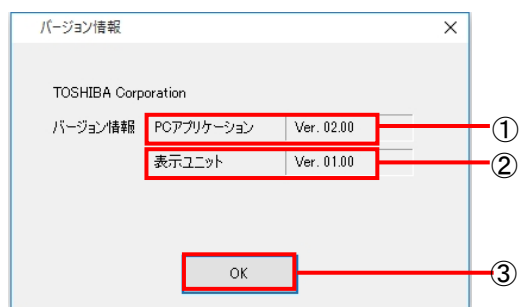 バージョン情報
TOSHIBA Corporation
バージョン情報 PCアプリケーション Ver. 02.00 ①
表示ユニット Ver. 01.00 ②
OK ③